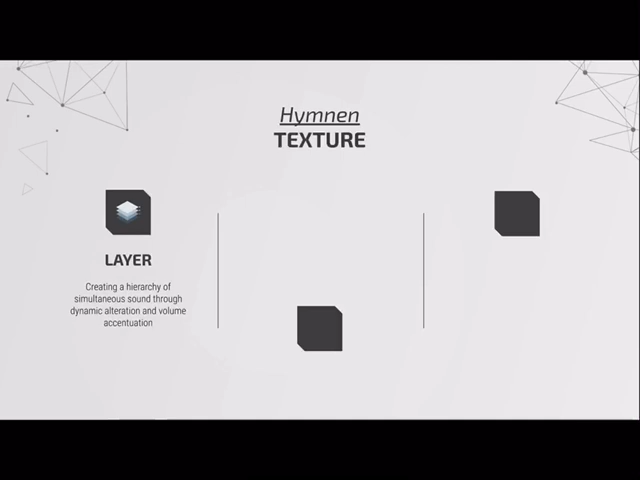 Hymnen
TEXTURE
LAYER
Creating a hierarchy of
simultaneous sound through
dynamic alteration and volume
accentuation